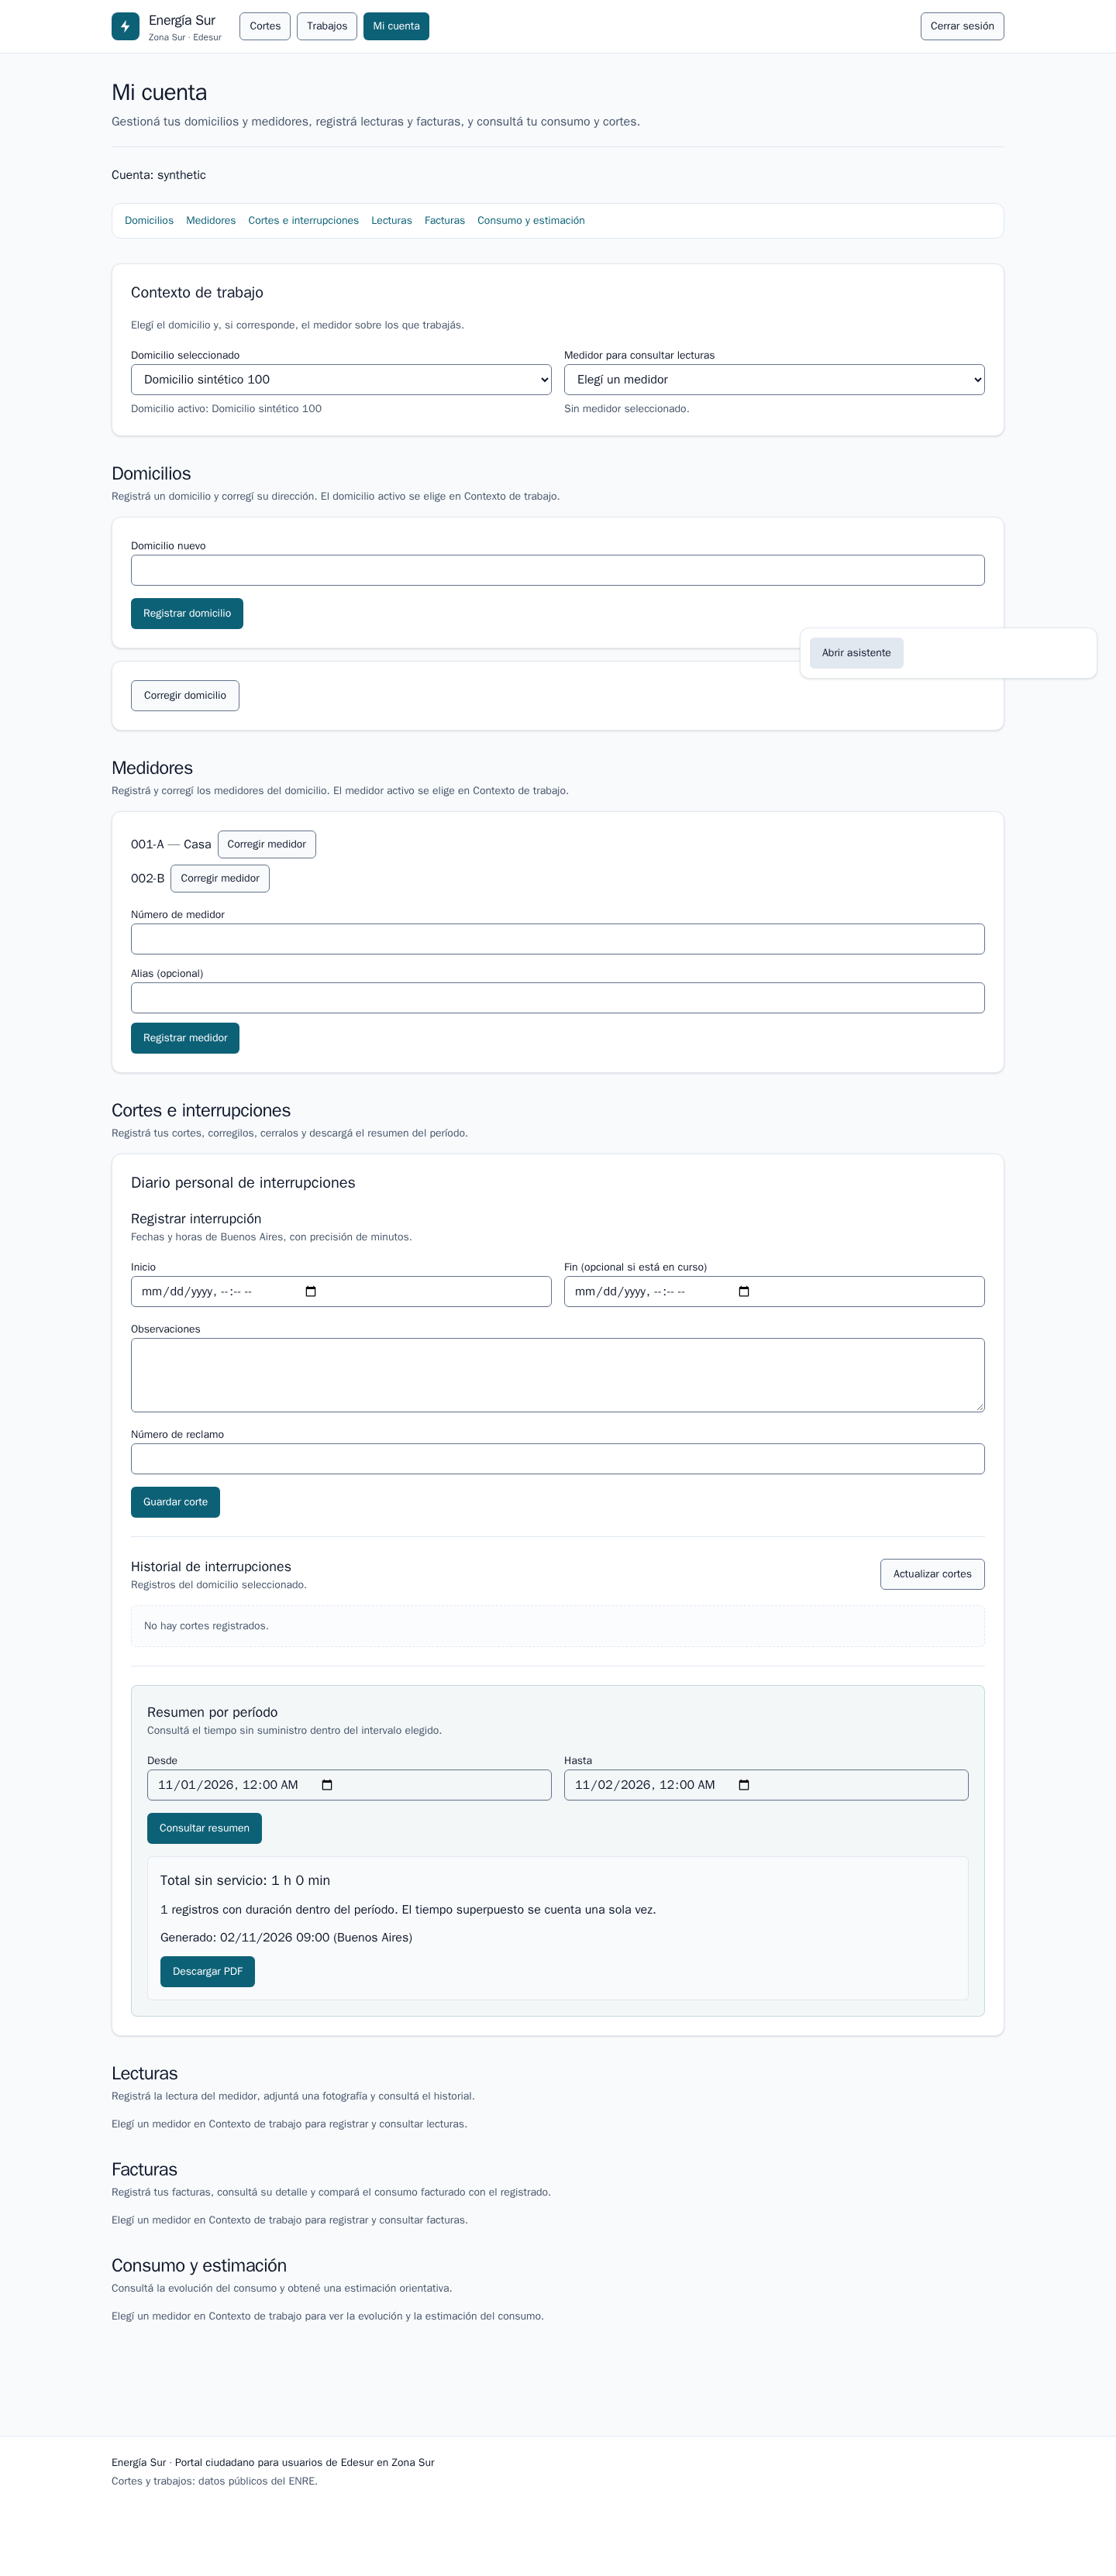 Energía Sur
Zona Sur · Edesur
Cortes
Trabajos
Mi cuenta
Cerrar sesión
Mi cuenta
Gestioná tus domicilios y medidores, registrá lecturas y facturas, y consultá tu consumo y cortes.
Cuenta: synthetic
Domicilios Medidores Cortes e interrupciones Lecturas Facturas Consumo y estimación
Contexto de trabajo
Elegí el domicilio y, si corresponde, el medidor sobre los que trabajás.
Domicilio seleccionado
Domicilio sintético 100
Domicilio activo: Domicilio sintético 100
Medidor para consultar lecturas
Elegí un medidor
Sin medidor seleccionado.
Domicilios
Registrá un domicilio y corregí su dirección. El domicilio activo se elige en Contexto de trabajo.
Domicilio nuevo
Registrar domicilio
Abrir asistente
Corregir domicilio
Medidores
Registrá y corregí los medidores del domicilio. El medidor activo se elige en Contexto de trabajo.
001-A — Casa Corregir medidor
002-B Corregir medidor
Número de medidor
Alias (opcional)
Registrar medidor
Cortes e interrupciones
Registrá tus cortes, corregilos, cerralos y descargá el resumen del período.
Diario personal de interrupciones
Registrar interrupción
Fechas y horas de Buenos Aires, con precisión de minutos.
Inicio
mm/dd/yyyy, --:-- --
Fin (opcional si está en curso)
mm/dd/yyyy, --:-- --
Observaciones
Número de reclamo
Guardar corte
Historial de interrupciones
Registros del domicilio seleccionado.
Actualizar cortes
No hay cortes registrados.
Resumen por período
Consultá el tiempo sin suministro dentro del intervalo elegido.
Desde
11/01/2026, 12:00 AM
Hasta
11/02/2026, 12:00 AM
Consultar resumen
Total sin servicio: 1 h 0 min
1 registros con duración dentro del período. El tiempo superpuesto se cuenta una sola vez.
Generado: 02/11/2026 09:00 (Buenos Aires)
Descargar PDF
Lecturas
Registrá la lectura del medidor, adjuntá una fotografía y consultá el historial.
Elegí un medidor en Contexto de trabajo para registrar y consultar lecturas.
Facturas
Registrá tus facturas, consultá su detalle y compará el consumo facturado con el registrado.
Elegí un medidor en Contexto de trabajo para registrar y consultar facturas.
Consumo y estimación
Consultá la evolución del consumo y obtené una estimación orientativa.
Elegí un medidor en Contexto de trabajo para ver la evolución y la estimación del consumo.
Energía Sur · Portal ciudadano para usuarios de Edesur en Zona Sur
Cortes y trabajos: datos públicos del ENRE.